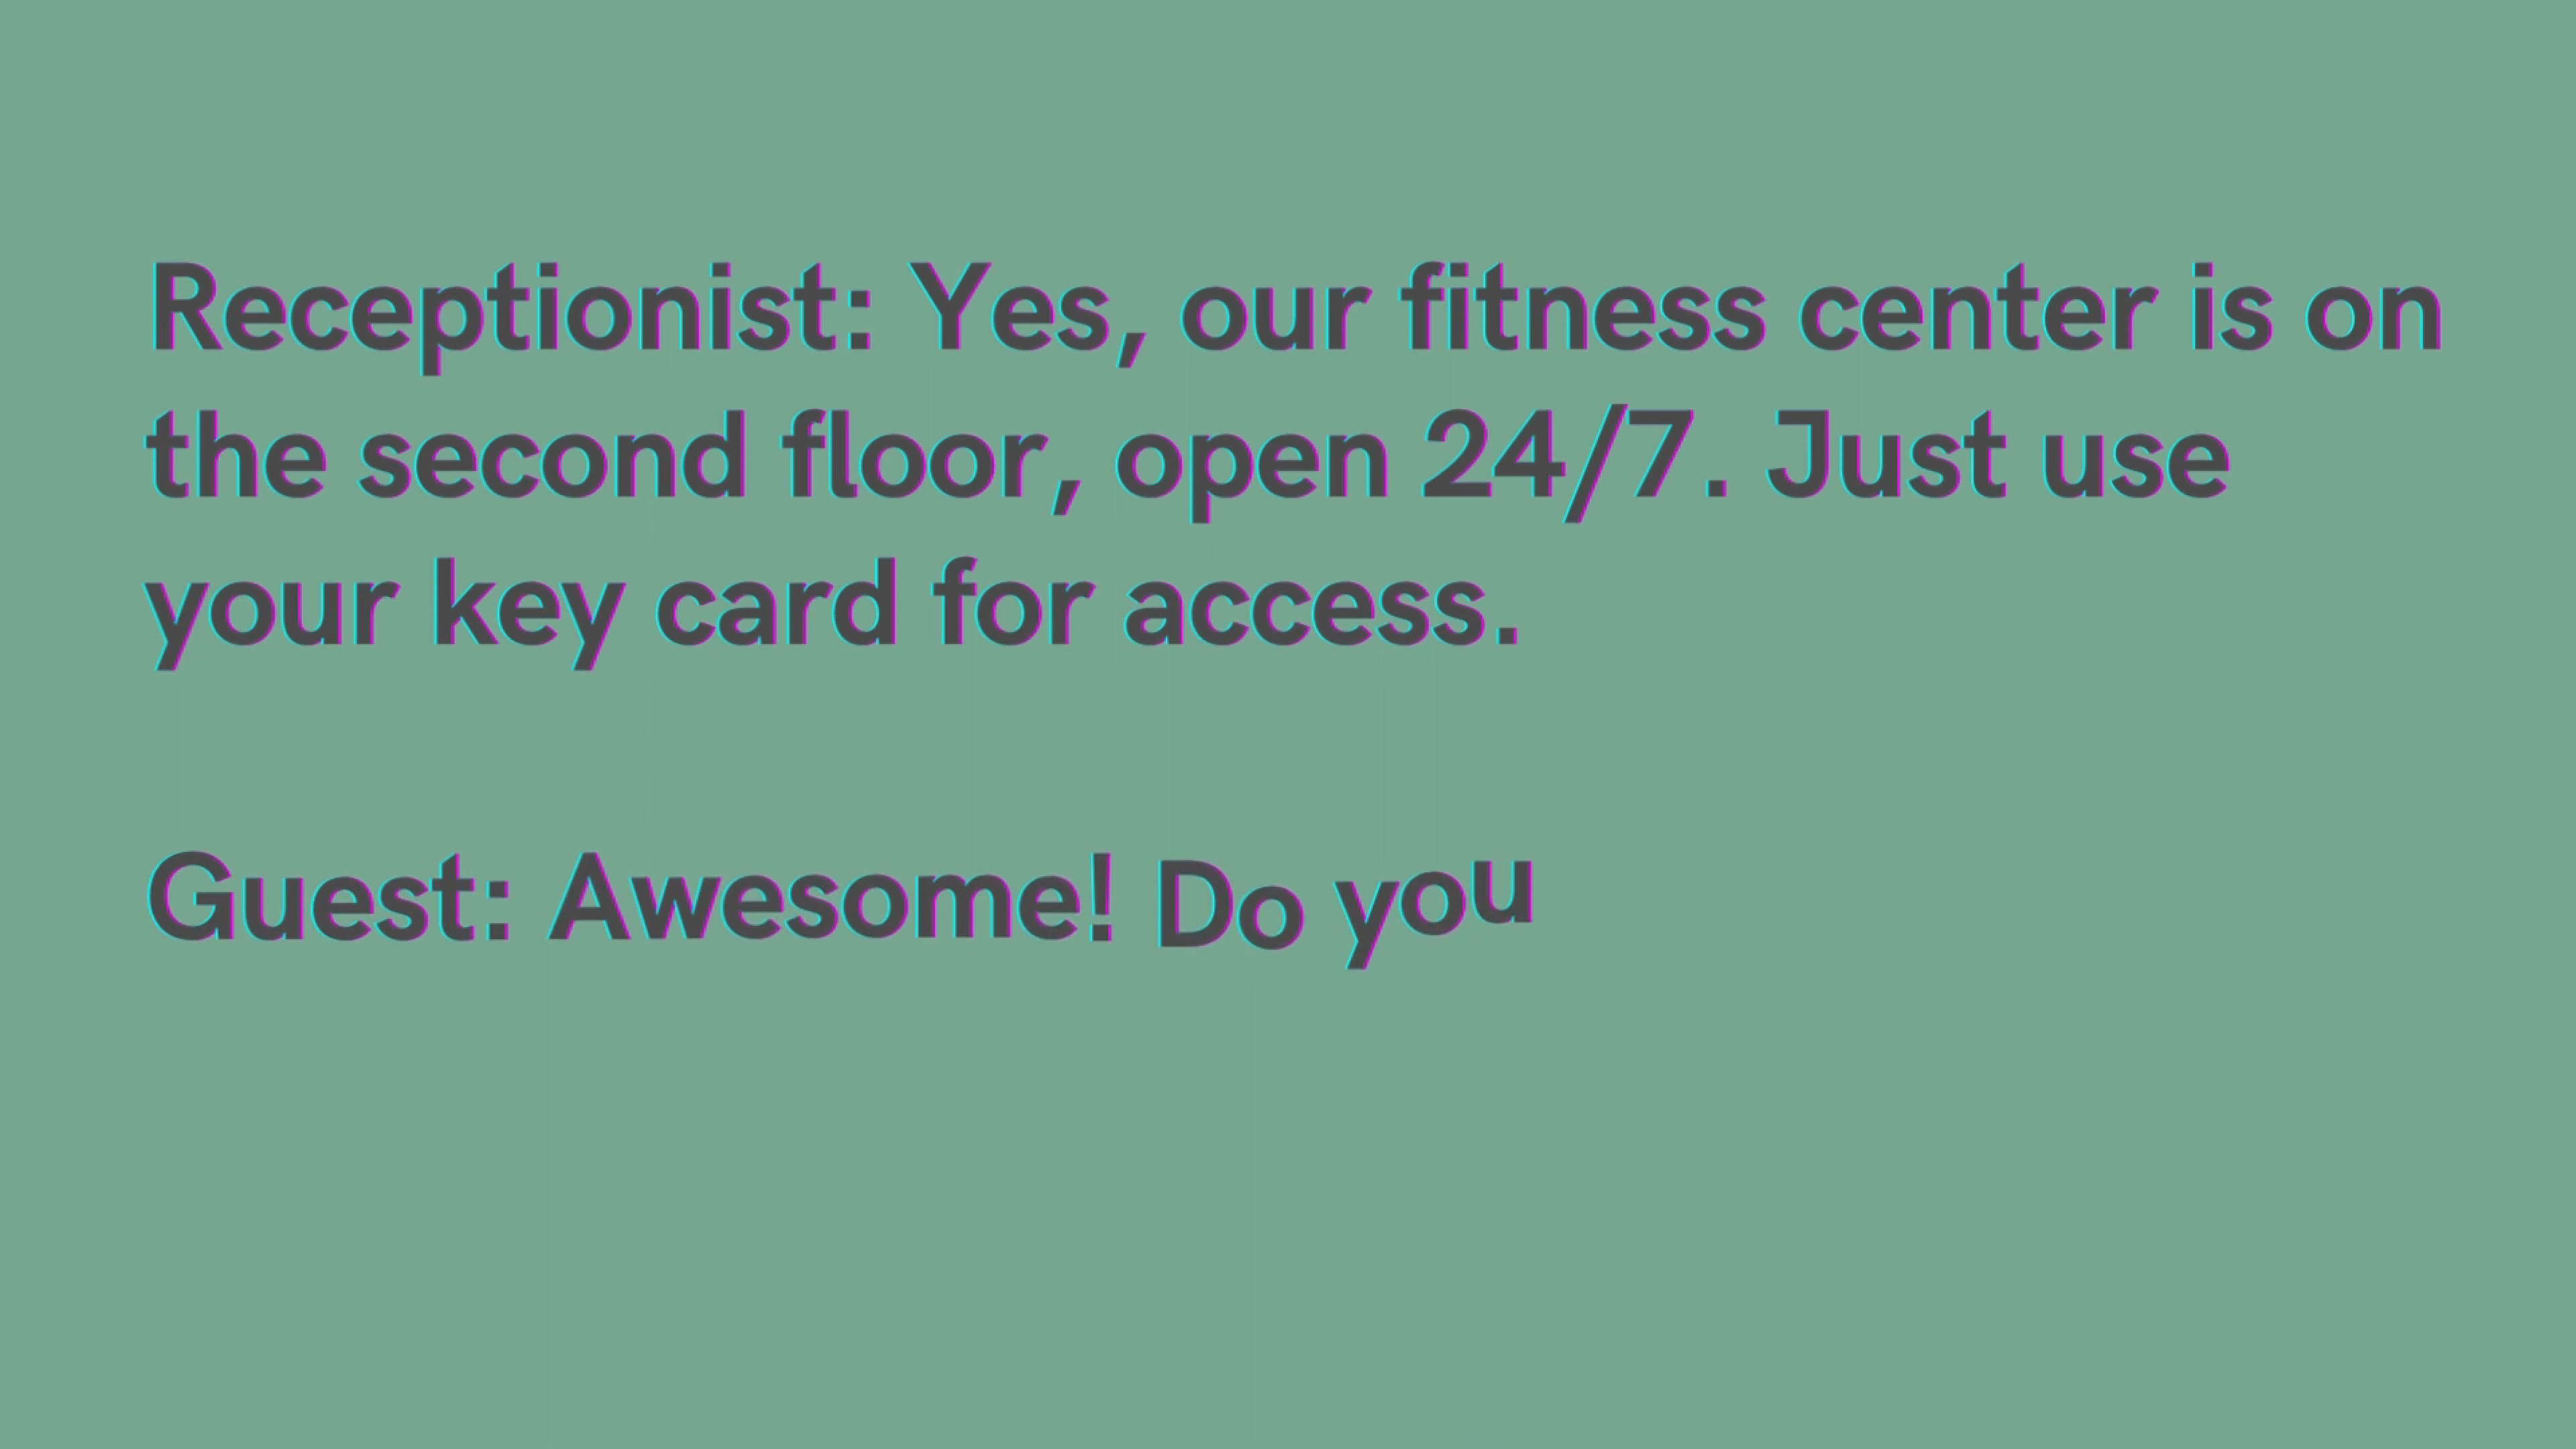 Receptionist: Yes, our fitness center is on
the second floor, open 24/7. Just use
your key card for access.
Guest: Awesome! Do you